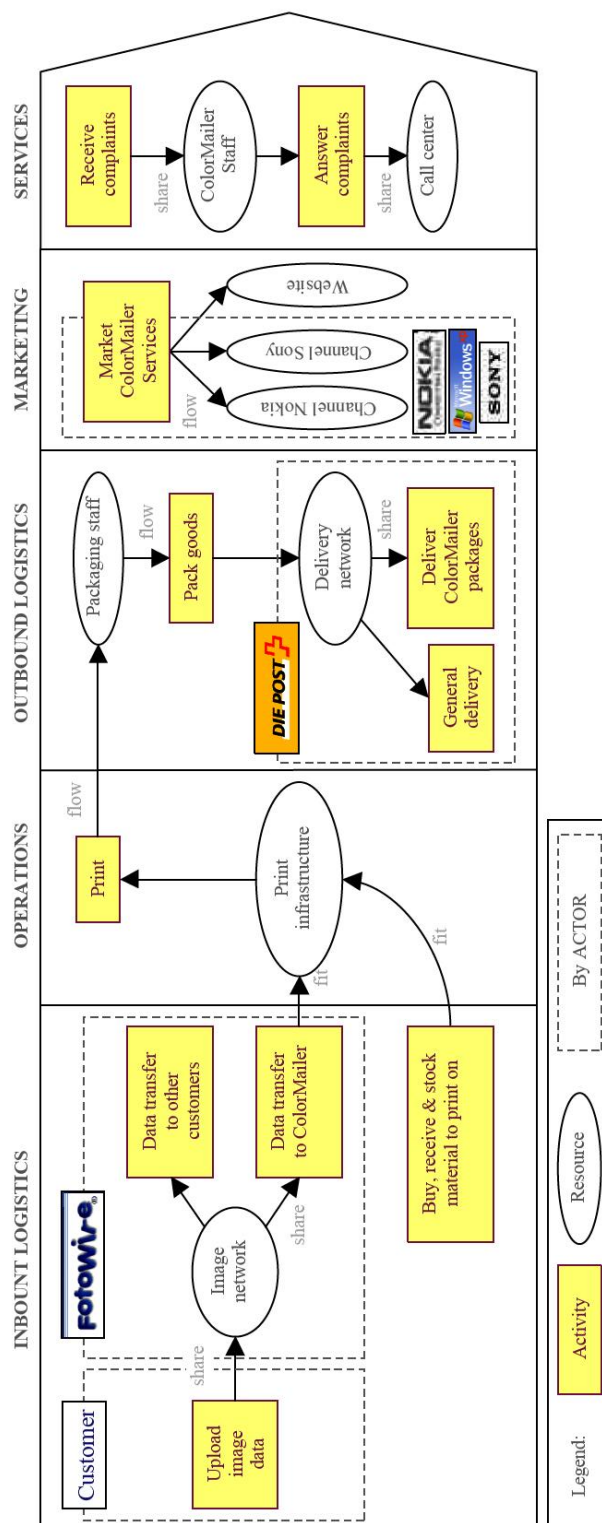 INBOUNT LOGISTICS
OPERATIONS
OUTBOUND LOGISTICS
MARKETING
SERVICES
Customer
Upload
image
data
share
FOTOWIRE®
Image
network
share
Data transfer
to other
customers
Data transfer
to ColorMailer
Buy, receive & stock
material to print on
fit
fit
Print
infrastructure
Print
flow
Packaging staff
flow
Pack goods
DIE POST
Delivery
network
share
General
delivery
Deliver
ColorMailer
packages
Market
ColorMailer
Services
flow
Channel Nokia
Channel Sony
Website
NOKIA
Windows
SONY
Receive
complaints
share
ColorMailer
Staff
Answer
complaints
share
Call center
Legend:
Activity
Resource
By ACTOR